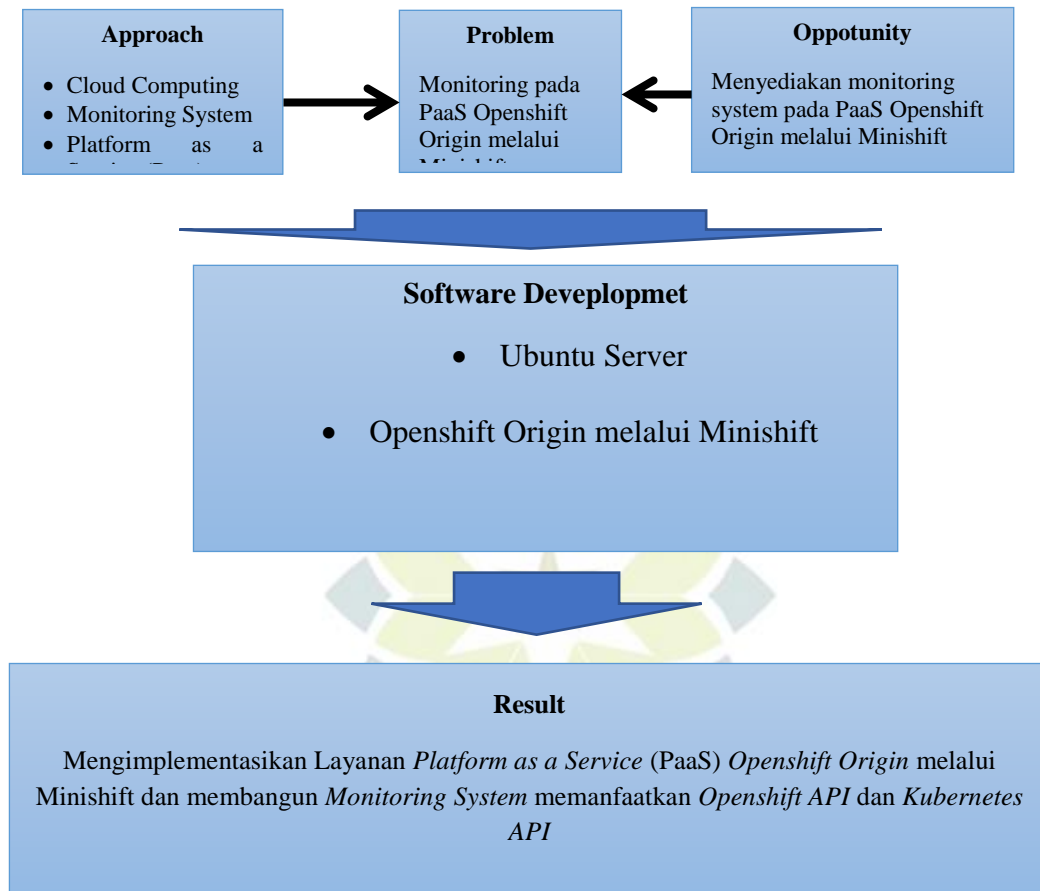 Approach
• Cloud Computing
• Monitoring System
• Platform as a
Problem
Monitoring pada
PaaS Openshift
Origin melalui
Minishift
Oppotunity
Menyediakan monitoring
system pada PaaS Openshift
Origin melalui Minishift
Software Deveplopmet
• Ubuntu Server
• Openshift Origin melalui Minishift
Result
Mengimplementasikan Layanan Platform as a Service (PaaS) Openshift Origin melalui
Minishift dan membangun Monitoring System memanfaatkan Openshift API dan Kubernetes
API